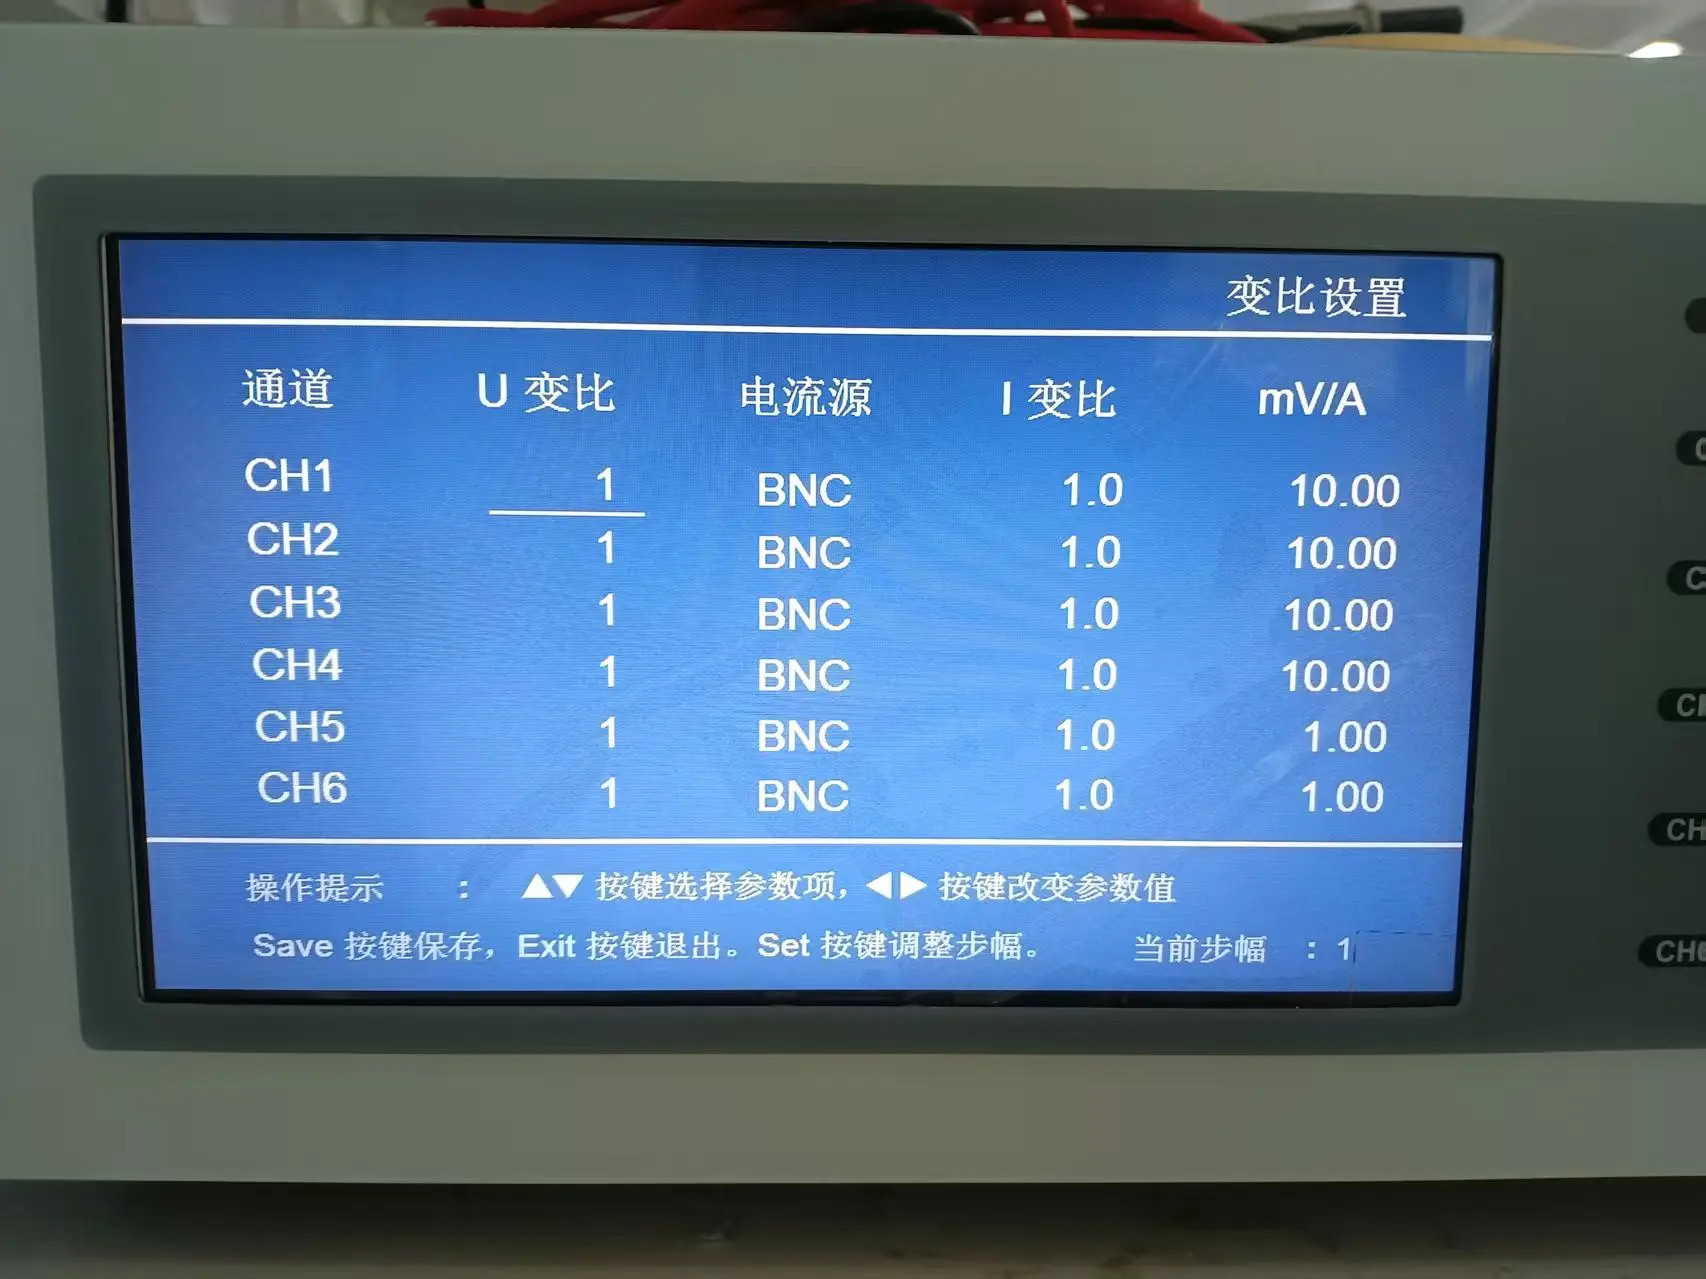 变比设置
通道 U 变比 电流源 I 变比 mV/A
CH1 1 BNC 1.0 10.00
CH2 1 BNC 1.0 10.00
CH3 1 BNC 1.0 10.00
CH4 1 BNC 1.0 10.00
CH5 1 BNC 1.0 1.00
CH6 1 BNC 1.0 1.00
操作提示 : ▲▼ 按键选择参数项，◀▶ 按键改变参数值
Save 按键保存，Exit 按键退出。Set 按键调整步幅。 当前步幅 : 1